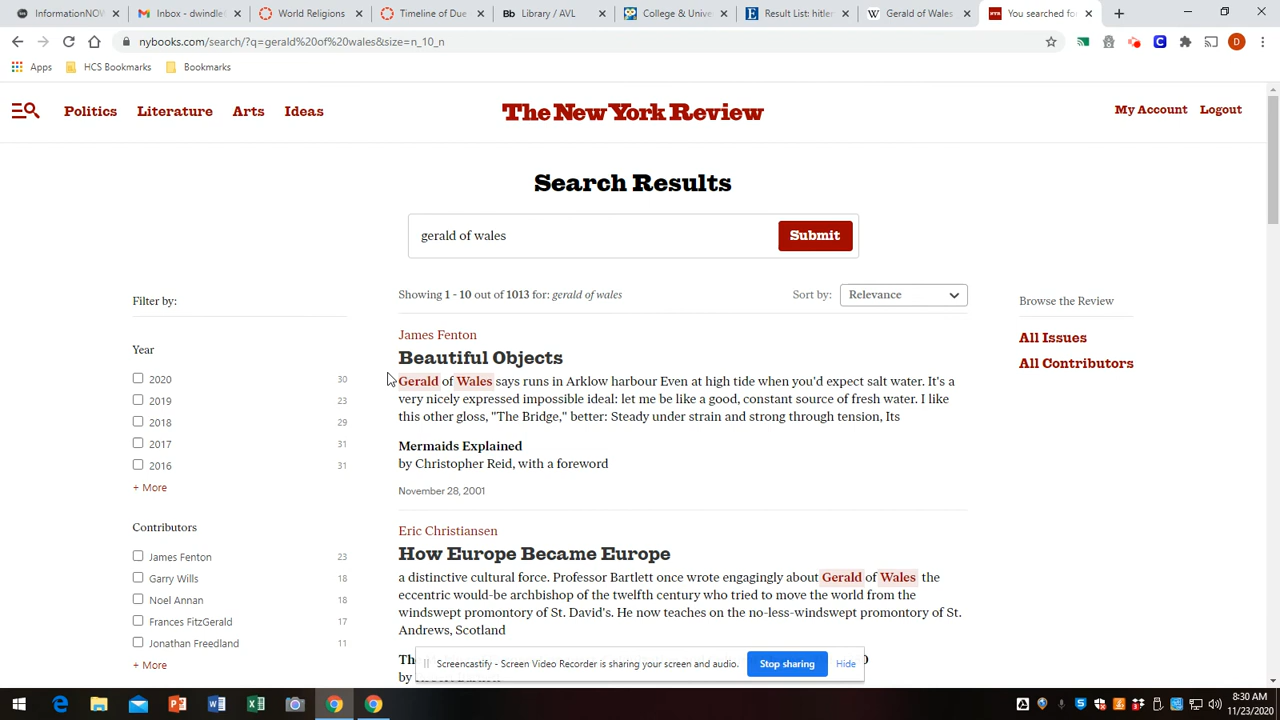 InformationNOW
Inbox - dwindle
World Religions
Timeline of Due
Library/AVL
College & Unive
Result List: hitler
Gerald of Wales
You searched fo
nybooks.com/search/?q=gerald%20of%20wales&size=n_10_n
Apps
HCS Bookmarks
Bookmarks
Politics
Literature
Arts
Ideas
The New York Review
My Account
Logout
Search Results
gerald of wales
Submit
Filter by:
Showing 1 - 10 out of 1013 for: gerald of wales
Sort by:
Relevance
Browse the Review
All Issues
All Contributors
Year
2020 30
2019 23
2018 29
2017 31
2016 31
+ More
Contributors
James Fenton 23
Garry Wills 18
Noel Annan 18
Frances FitzGerald 17
Jonathan Freedland 11
+ More
James Fenton
Beautiful Objects
Gerald of Wales says runs in Arklow harbour Even at high tide when you'd expect salt water. It's a
very nicely expressed impossible ideal: let me be like a good, constant source of fresh water. I like
this other gloss, "The Bridge," better: Steady under strain and strong through tension, Its
Mermaids Explained
by Christopher Reid, with a foreword
November 28, 2001
Eric Christiansen
How Europe Became Europe
a distinctive cultural force. Professor Bartlett once wrote engagingly about Gerald of Wales the
eccentric would-be archbishop of the twelfth century who tried to move the world from the
windswept promontory of St. David's. He now teaches on the no-less-windswept promontory of St.
Andrews, Scotland
by
Screencastify - Screen Video Recorder is sharing your screen and audio.
Stop sharing
Hide
8:30 AM
11/23/2020